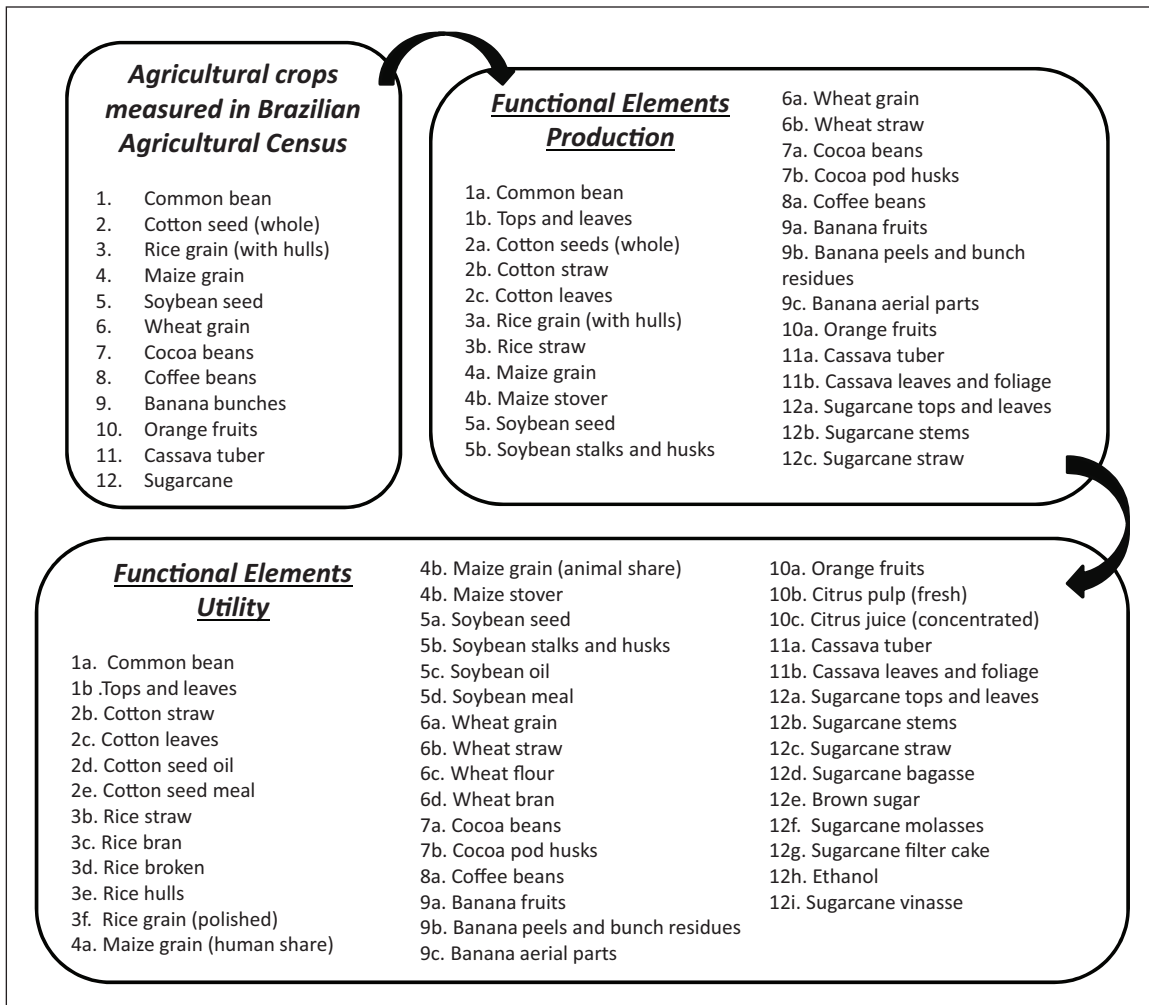 Agricultural crops
measured in Brazilian
Agricultural Census
1. Common bean
2. Cotton seed (whole)
3. Rice grain (with hulls)
4. Maize grain
5. Soybean seed
6. Wheat grain
7. Cocoa beans
8. Coffee beans
9. Banana bunches
10. Orange fruits
11. Cassava tuber
12. Sugarcane
Functional Elements
Production
1a. Common bean
1b. Tops and leaves
2a. Cotton seeds (whole)
2b. Cotton straw
2c. Cotton leaves
3a. Rice grain (with hulls)
3b. Rice straw
4a. Maize grain
4b. Maize stover
5a. Soybean seed
5b. Soybean stalks and husks
6a. Wheat grain
6b. Wheat straw
7a. Cocoa beans
7b. Cocoa pod husks
8a. Coffee beans
9a. Banana fruits
9b. Banana peels and bunch
residues
9c. Banana aerial parts
10a. Orange fruits
11a. Cassava tuber
11b. Cassava leaves and foliage
12a. Sugarcane tops and leaves
12b. Sugarcane stems
12c. Sugarcane straw
Functional Elements
Utility
1a. Common bean
1b .Tops and leaves
2b. Cotton straw
2c. Cotton leaves
2d. Cotton seed oil
2e. Cotton seed meal
3b. Rice straw
3c. Rice bran
3d. Rice broken
3e. Rice hulls
3f. Rice grain (polished)
4a. Maize grain (human share)
4b. Maize grain (animal share)
4b. Maize stover
5a. Soybean seed
5b. Soybean stalks and husks
5c. Soybean oil
5d. Soybean meal
6a. Wheat grain
6b. Wheat straw
6c. Wheat flour
6d. Wheat bran
7a. Cocoa beans
7b. Cocoa pod husks
8a. Coffee beans
9a. Banana fruits
9b. Banana peels and bunch residues
9c. Banana aerial parts
10a. Orange fruits
10b. Citrus pulp (fresh)
10c. Citrus juice (concentrated)
11a. Cassava tuber
11b. Cassava leaves and foliage
12a. Sugarcane tops and leaves
12b. Sugarcane stems
12c. Sugarcane straw
12d. Sugarcane bagasse
12e. Brown sugar
12f. Sugarcane molasses
12g. Sugarcane filter cake
12h. Ethanol
12i. Sugarcane vinasse